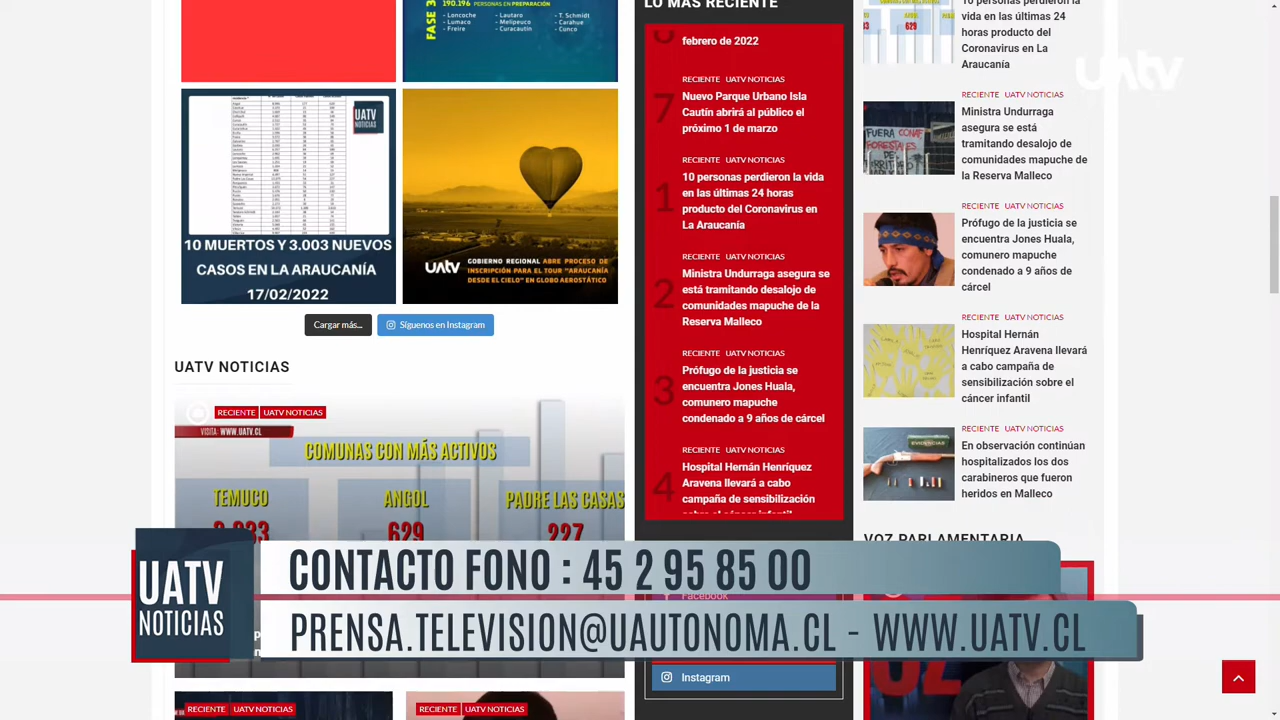 190.196 PERSONAS EN PREPARACIÓN
FASE 3
- Loncoche
- Lumaco
- Freire
- Lautaro
- Melipeuco
- Curacautín
- T. Schmidt
- Carahue
- Cunco
UATV
NOTICIAS
10 MUERTOS Y 3.003 NUEVOS
CASOS EN LA ARAUCANÍA
17/02/2022
uatv
GOBIERNO REGIONAL ABRE PROCESO DE
INSCRIPCIÓN PARA EL TOUR "ARAUCANÍA
DESEL CIELO" EN GLOBO AEROSTÁTICO
Cargar más...
Síguenos en Instagram
UATV NOTICIAS
RECIENTE UATV NOTICIAS
VISITA: WWW.UATV.CL
COMUNAS CON MÁS ACTIVOS
TEMUCO
ANGOL
629
PADRE LAS CASAS
227
RECIENTE UATV NOTICIAS
RECIENTE UATV NOTICIAS
LO MÁS RECIENTE
febrero de 2022
RECIENTE UATV NOTICIAS
Nuevo Parque Urbano Isla
Cautín abrirá al público el
próximo 1 de marzo
1
RECIENTE UATV NOTICIAS
10 personas perdieron la vida
en las últimas 24 horas
producto del Coronavirus en
La Araucanía
2
RECIENTE UATV NOTICIAS
Ministra Undurraga asegura se
está tramitando desalojo de
comunidades mapuche de la
Reserva Malleco
3
RECIENTE UATV NOTICIAS
Prófugo de la justicia se
encuentra Jones Huala,
comunero mapuche
condenado a 9 años de cárcel
4
RECIENTE UATV NOTICIAS
Hospital Hernán Henríquez
Aravena llevará a cabo
campaña de sensibilización
sobre el cáncer infantil
Facebook
Instagram
629
10 personas perdieron la
vida en las últimas 24
horas producto del
Coronavirus en La
Araucanía
uatv
RECIENTE UATV NOTICIAS
FUERA CONAF
FORESTALES
Ministra Undurraga
asegura se está
tramitando desalojo de
comunidades mapuche de
la Reserva Malleco
RECIENTE UATV NOTICIAS
Prófugo de la justicia se
encuentra Jones Huala,
comunero mapuche
condenado a 9 años de
cárcel
RECIENTE UATV NOTICIAS
Hospital Hernán
Henríquez Aravena llevará
a cabo campaña de
sensibilización sobre el
cáncer infantil
RECIENTE UATV NOTICIAS
EVIDENCIAS
En observación continúan
hospitalizados los dos
carabineros que fueron
heridos en Malleco
VOZ PARLAMENTARIA
UATV
NOTICIAS
CONTACTO FONO : 45 2 95 85 00
PRENSA.TELEVISION@UAUTONOMA.CL - WWW.UATV.CL